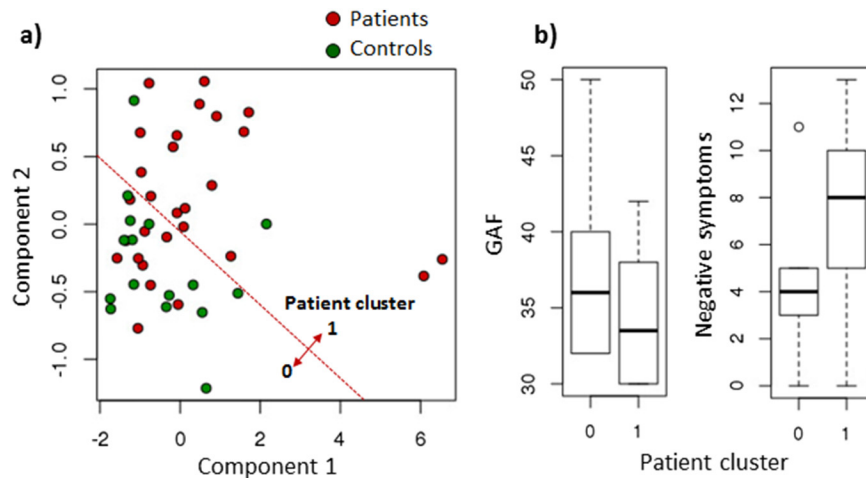 a)
Patients
Controls
Component 2
1.0
0.5
0.0
-0.5
-1.0
Patient cluster
1
0
-2
0
2
4
6
Component 1
b)
GAF
50
45
40
35
30
0
1
Negative symptoms
12
10
8
6
4
2
0
0
1
Patient cluster